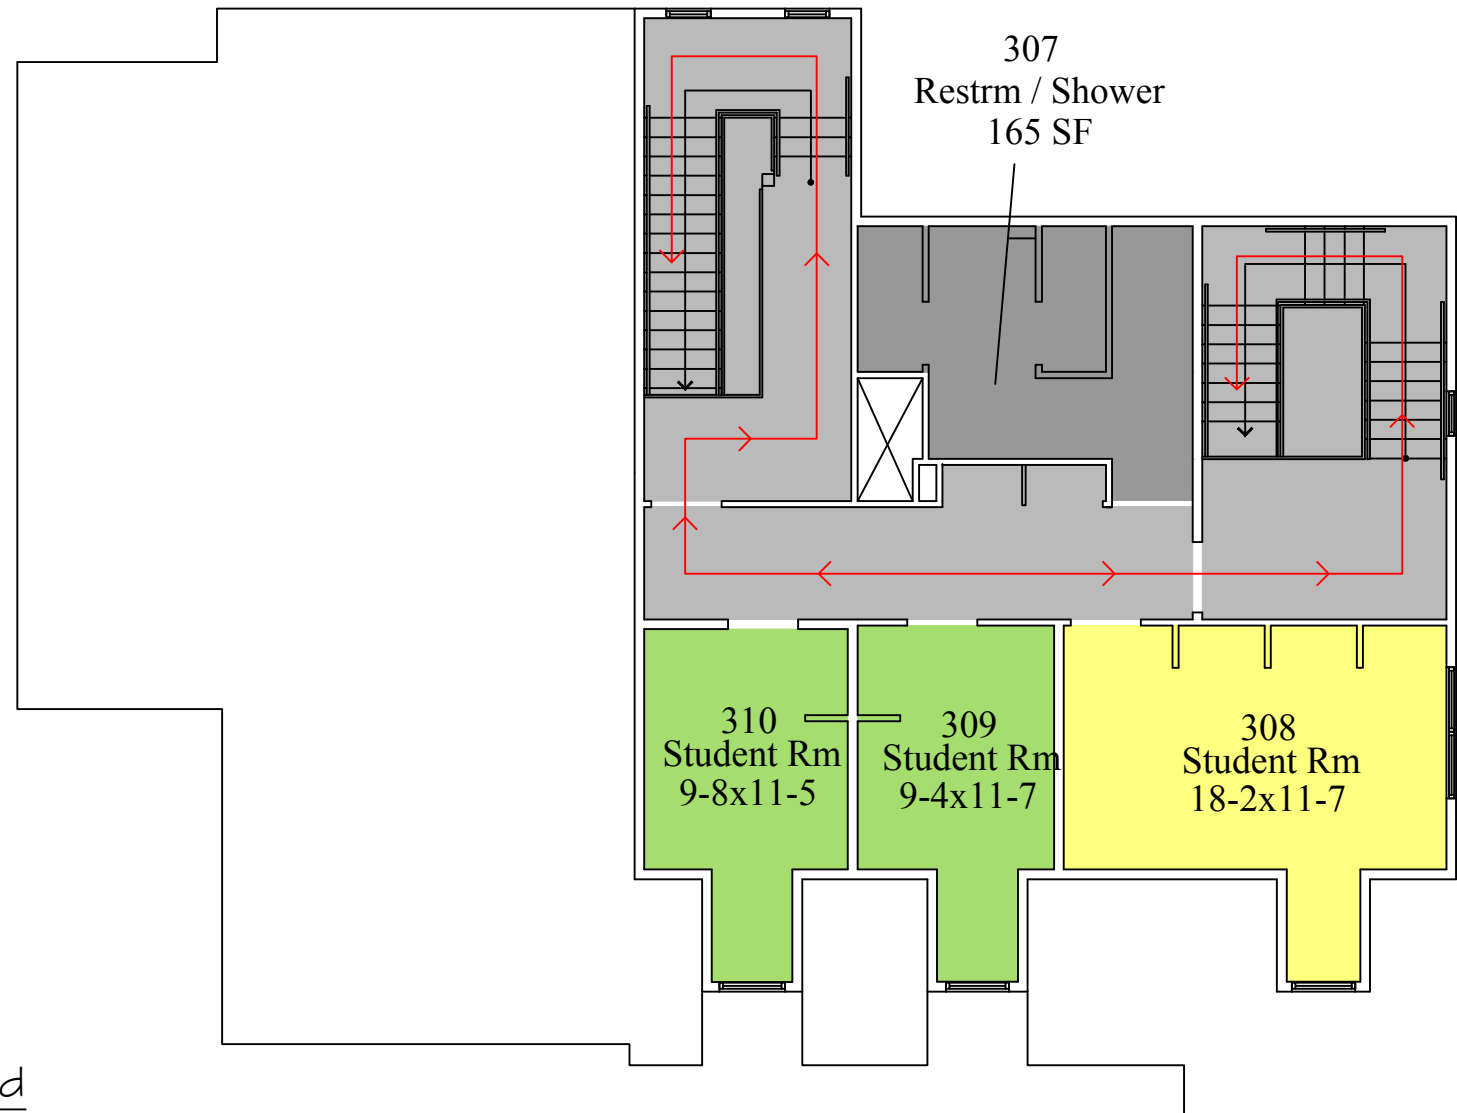 307
Restrm / Shower
165 SF
310
Student Rm
9-8x11-5
309
Student Rm
9-4x11-7
308
Student Rm
18-2x11-7
d